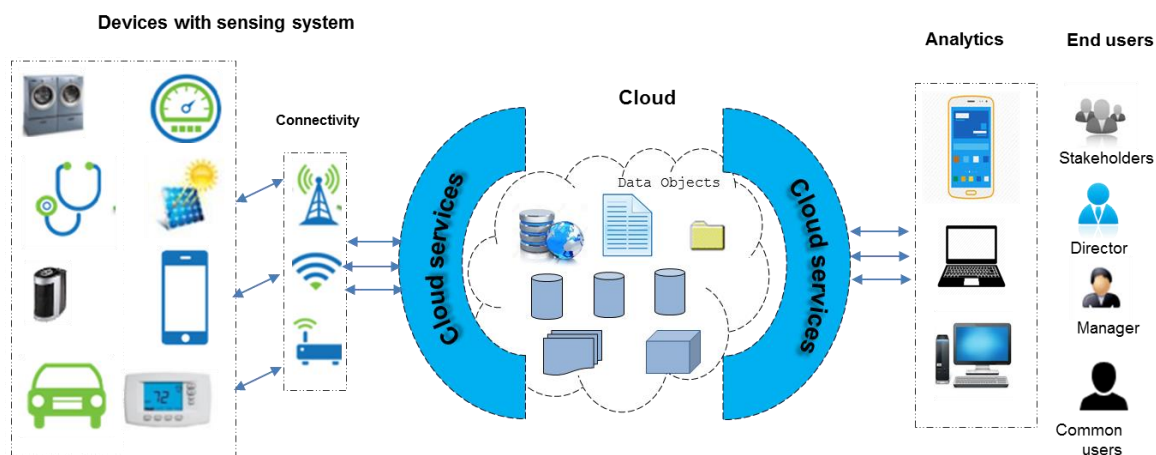 Devices with sensing system
Connectivity
Cloud services
Cloud
Data Objects
Cloud services
Analytics
End users
Stakeholders
Director
Manager
Common
users
72